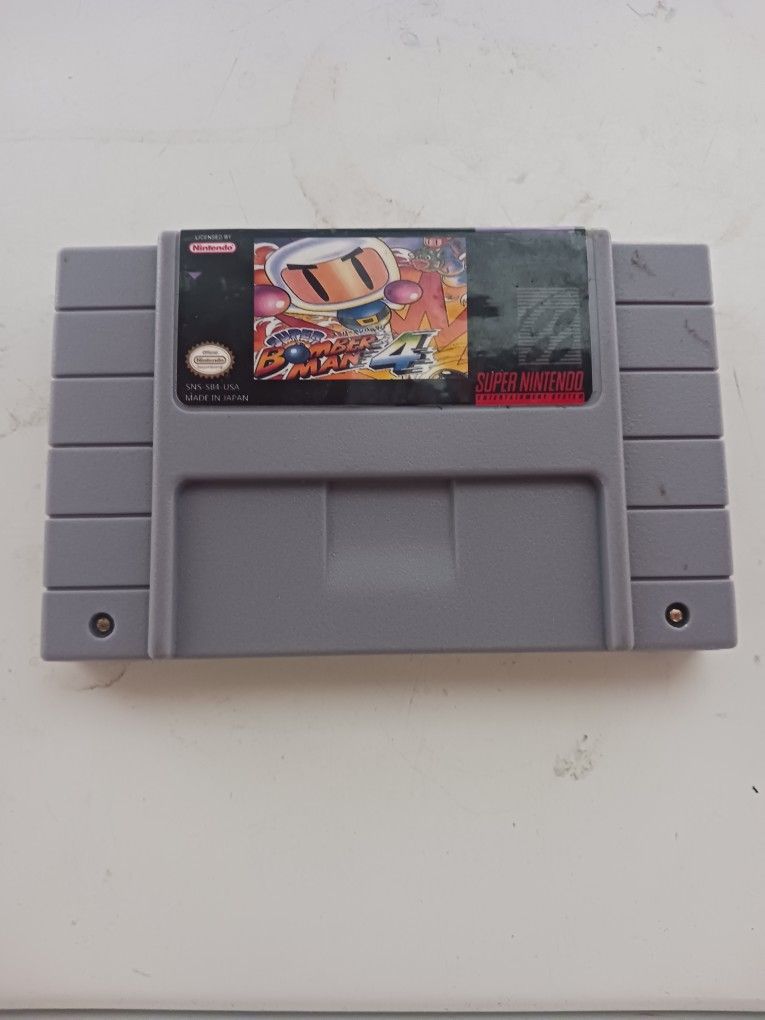 LICENSED BY
Nintendo
SUPER
BOMBER
MAN 4
Official
Nintendo
SNS-SB4-USA
MADE IN JAPAN
SUPER NINTENDO
ENTERTAINMENT SYSTEM